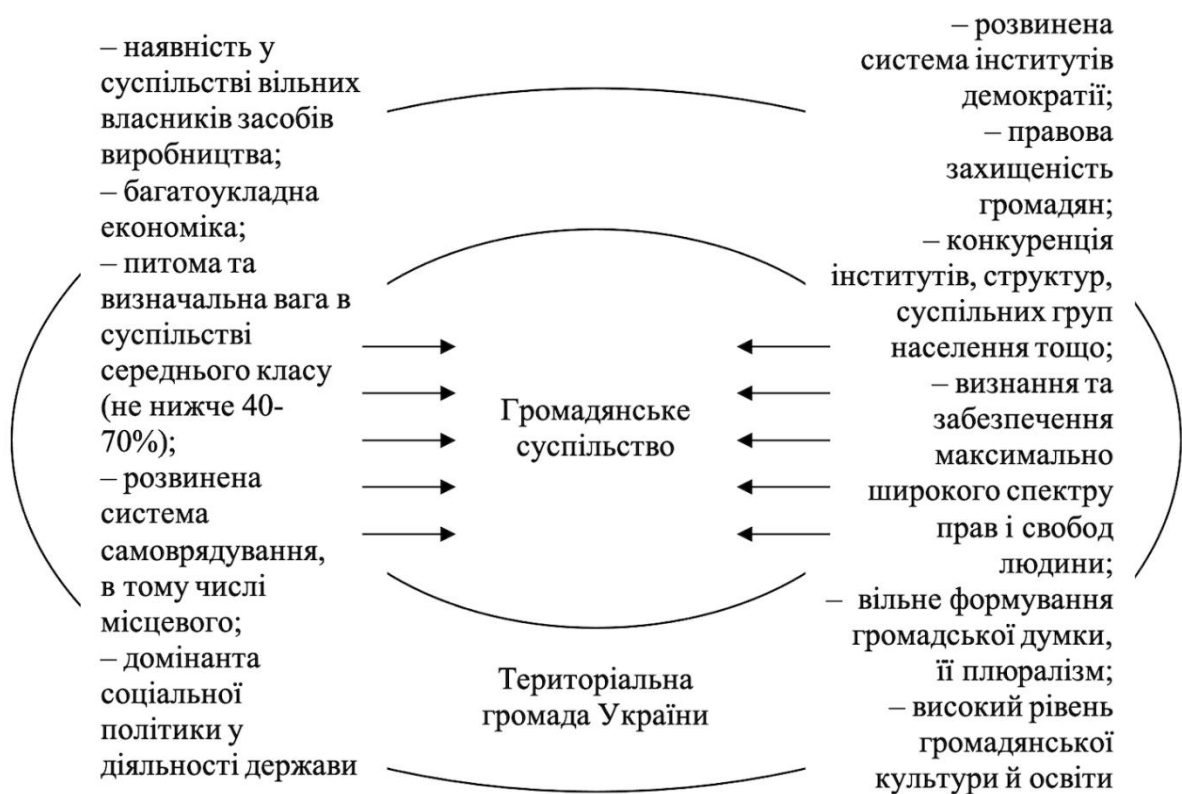 – наявність у
суспільстві вільних
власників засобів
виробництва;
– багатоукладна
економіка;
– питома та
визначальна вага в
суспільстві
середнього класу
(не нижче 40-
70%);
– розвинена
система
самоврядування,
в тому числі
місцевого;
– домінанта
соціальної
політики у
діяльності держави
Громадянське
суспільство
Територіальна
громада України
– розвинена
система інститутів
демократії;
– правова
захищеність
громадян;
– конкуренція
інститутів, структур,
суспільних груп
населення тощо;
– визнання та
забезпечення
максимально
широкого спектру
прав і свобод
людини;
– вільне формування
громадської думки,
її плюралізм;
– високий рівень
громадянської
культури й освіти